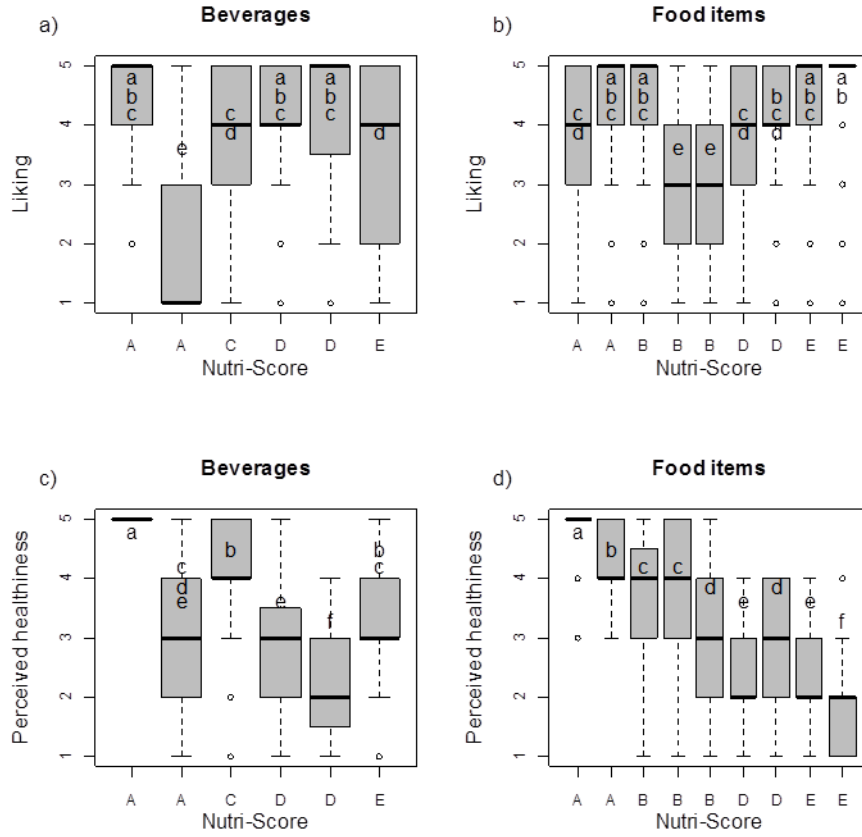 a)
Beverages
Liking
5
4
3
2
1
a a a a
b b b b
c c c c c
d d
e
A A C D D E
Nutri-Score
b)
Food items
Liking
5
4
3
2
1
a a a a
b b b b b
c c c c c c
d d d
e e
A A B B B D D E E
Nutri-Score
c)
Beverages
Perceived healthiness
5
4
3
2
1
a
b b
c c
d
e e
f
A A C D D E
Nutri-Score
d)
Food items
Perceived healthiness
5
4
3
2
1
a
b
c c
d d
e e
f
A A B B B D D E E
Nutri-Score